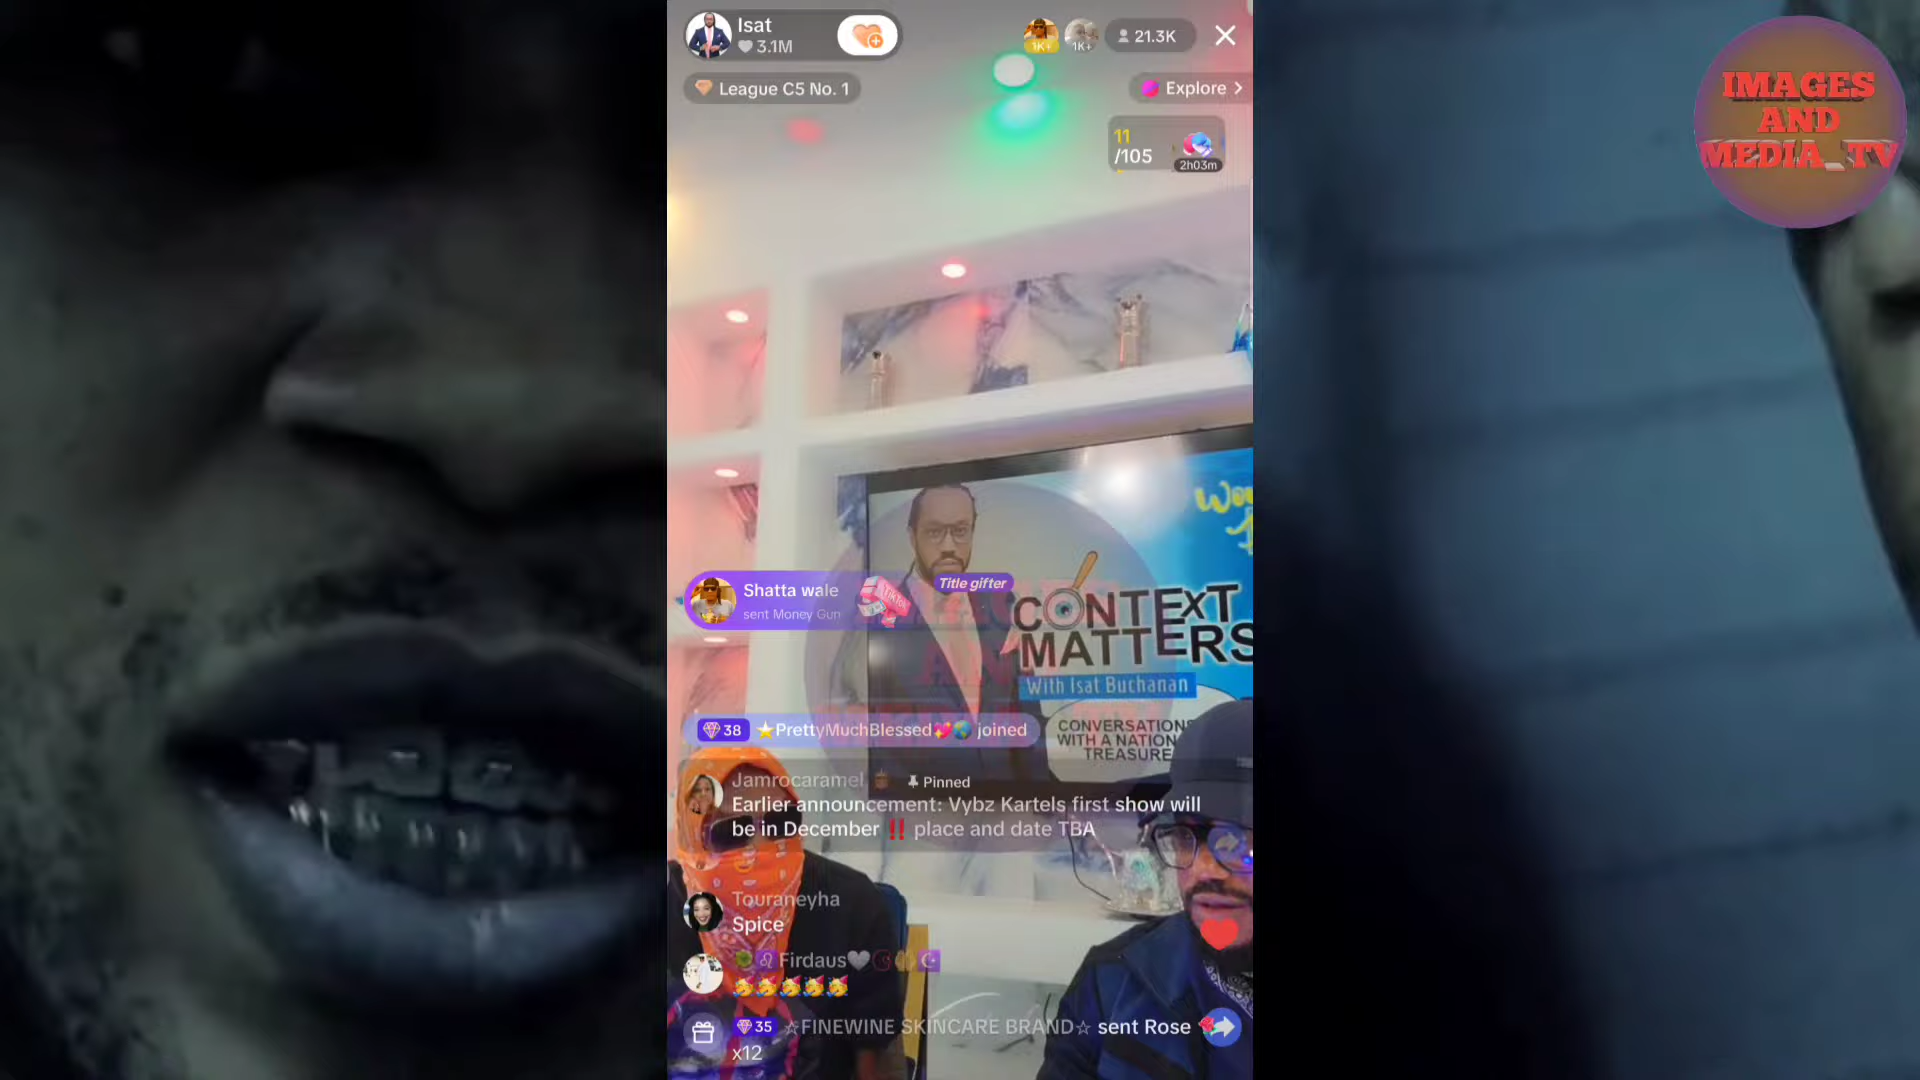 Isat
3.1M
1K+
1K+
21.3K
League C5 No. 1
Explore
11
/105
2h03m
IMAGES
AND
MEDIA_TV
Shatta wale
sent Money Gun
Title gifter
CONTEXT
MATTERS
With Isat Buchanan
CONVERSATIONS
WITH A NATION
TREASURE
38 ⭐PrettyMuchBlessed💖🌎 joined
Jamrocaramel Pinned
Earlier announcement: Vybz Kartels first show will
be in December ‼️ place and date TBA
Touraneyha
Spice
Firdaus
🥳🥳🥳🥳🥳
35 ☆FINEWINE SKINCARE BRAND☆ sent Rose 🌹
x12